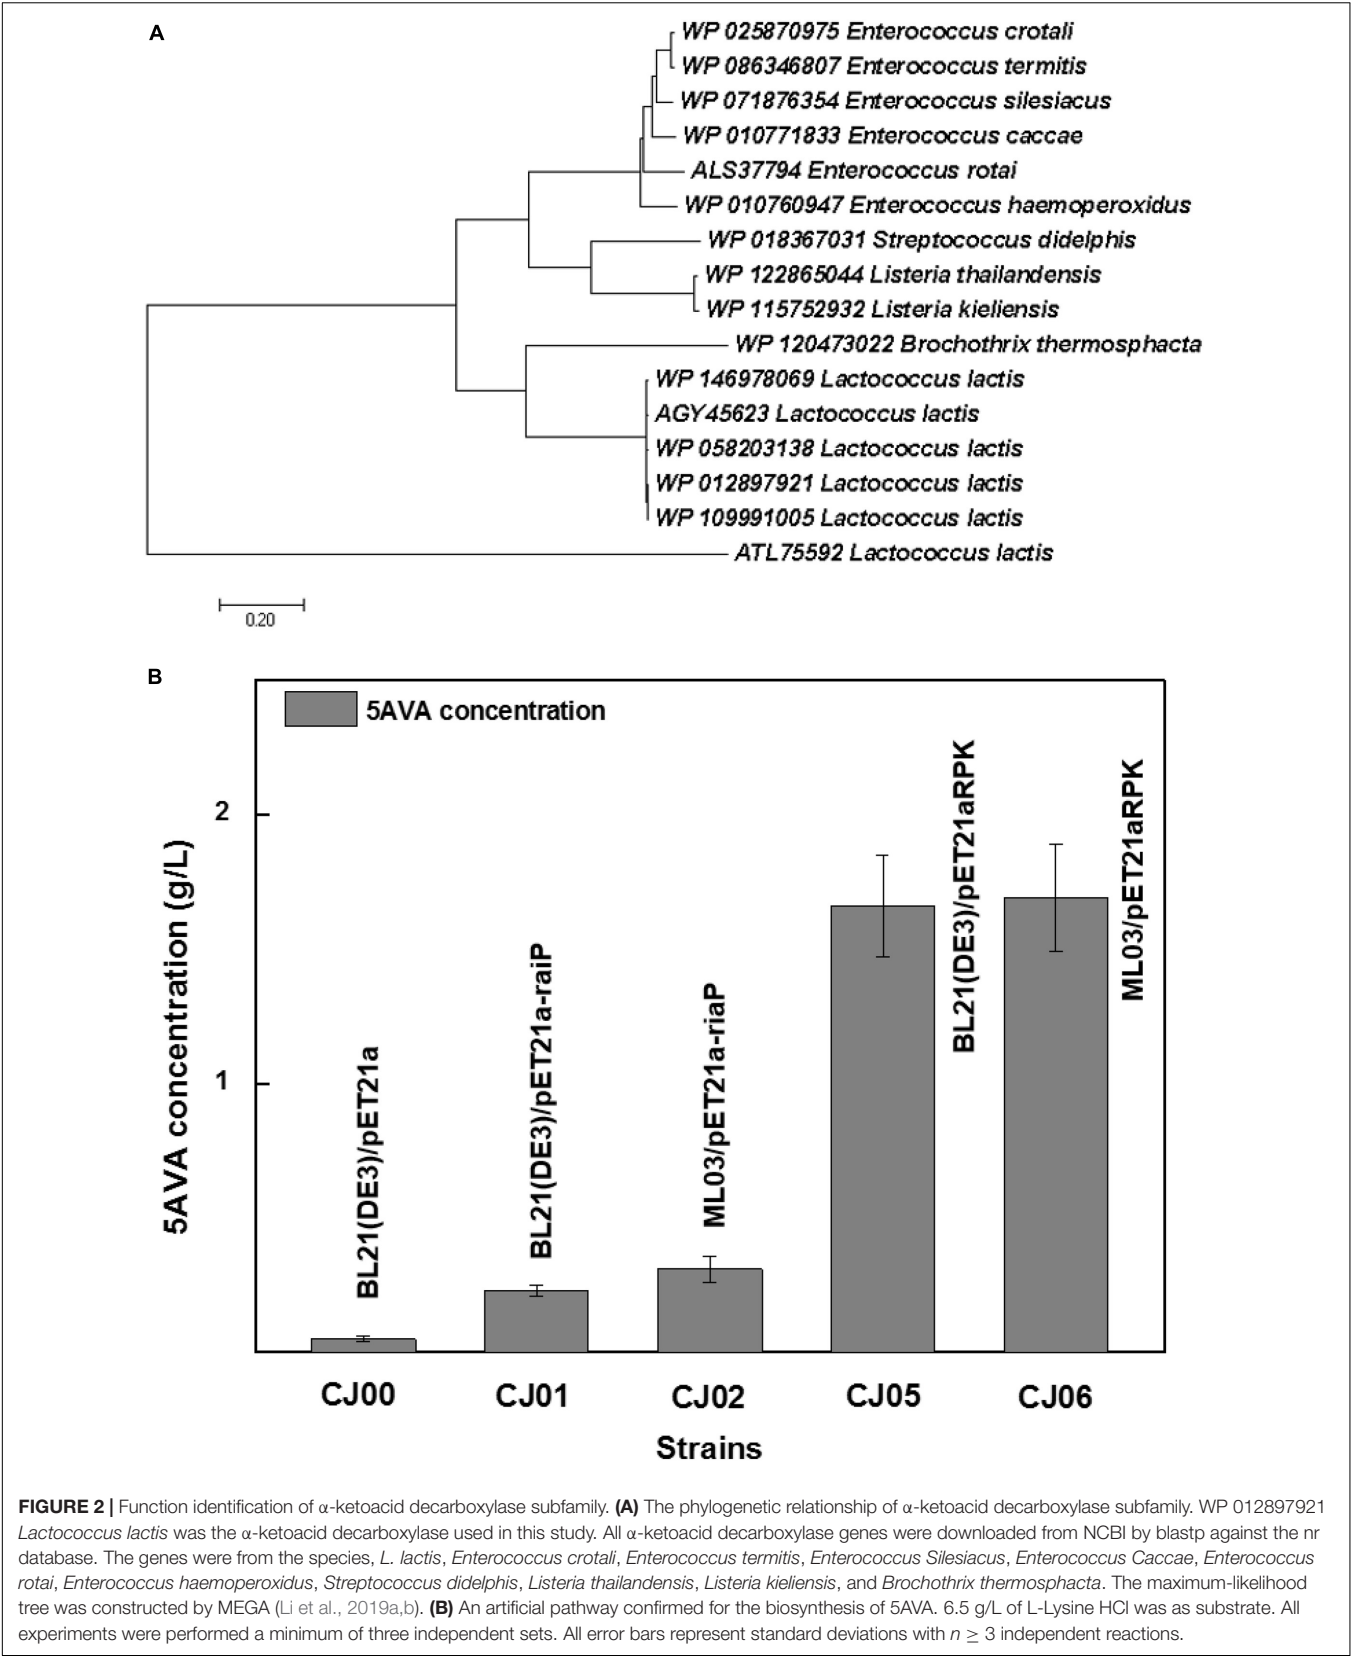 A
WP 025870975 Enterococcus crotali
WP 086346807 Enterococcus termitis
WP 071876354 Enterococcus silesiacus
WP 010771833 Enterococcus caccae
ALS37794 Enterococcus rotai
WP 010760947 Enterococcus haemoperoxidus
WP 018367031 Streptococcus didelphis
WP 122865044 Listeria thailandensis
WP 115752932 Listeria kieliensis
WP 120473022 Brochothrix thermosphacta
WP 146978069 Lactococcus lactis
AGY45623 Lactococcus lactis
WP 058203138 Lactococcus lactis
WP 012897921 Lactococcus lactis
WP 109991005 Lactococcus lactis
ATL75592 Lactococcus lactis
0.20
B
5AVA concentration
5AVA concentration (g/L)
2
1
BL21(DE3)/pET21a
BL21(DE3)/pET21a-raiP
ML03/pET21a-riaP
BL21(DE3)/pET21aRPK
ML03/pET21aRPK
CJ00 CJ01 CJ02 CJ05 CJ06
Strains
FIGURE 2 | Function identification of α-ketoacid decarboxylase subfamily. (A) The phylogenetic relationship of α-ketoacid decarboxylase subfamily. WP 012897921
Lactococcus lactis was the α-ketoacid decarboxylase used in this study. All α-ketoacid decarboxylase genes were downloaded from NCBI by blastp against the nr
database. The genes were from the species, L. lactis, Enterococcus crotali, Enterococcus termitis, Enterococcus Silesiacus, Enterococcus Caccae, Enterococcus
rotai, Enterococcus haemoperoxidus, Streptococcus didelphis, Listeria thailandensis, Listeria kieliensis, and Brochothrix thermosphacta. The maximum-likelihood
tree was constructed by MEGA (Li et al., 2019a,b). (B) An artificial pathway confirmed for the biosynthesis of 5AVA. 6.5 g/L of L-Lysine HCl was as substrate. All
experiments were performed a minimum of three independent sets. All error bars represent standard deviations with n ≥ 3 independent reactions.